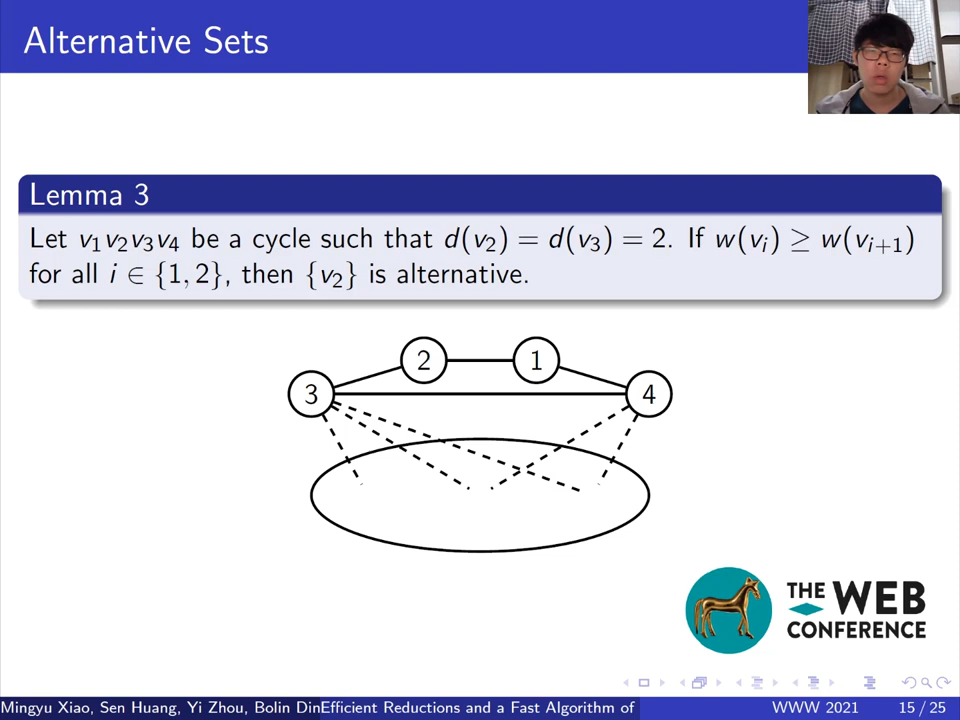 Alternative Sets
Lemma 3
Let v₁v₂v₃v₄ be a cycle such that d(v₂) = d(v₃) = 2. If w(vᵢ) ≥ w(vᵢ₊₁)
for all i ∈ {1, 2}, then {v₂} is alternative.
2 1
3 4
THE WEB
CONFERENCE
Mingyu Xiao, Sen Huang, Yi Zhou, Bolin Din Efficient Reductions and a Fast Algorithm of WWW 2021 15 / 25